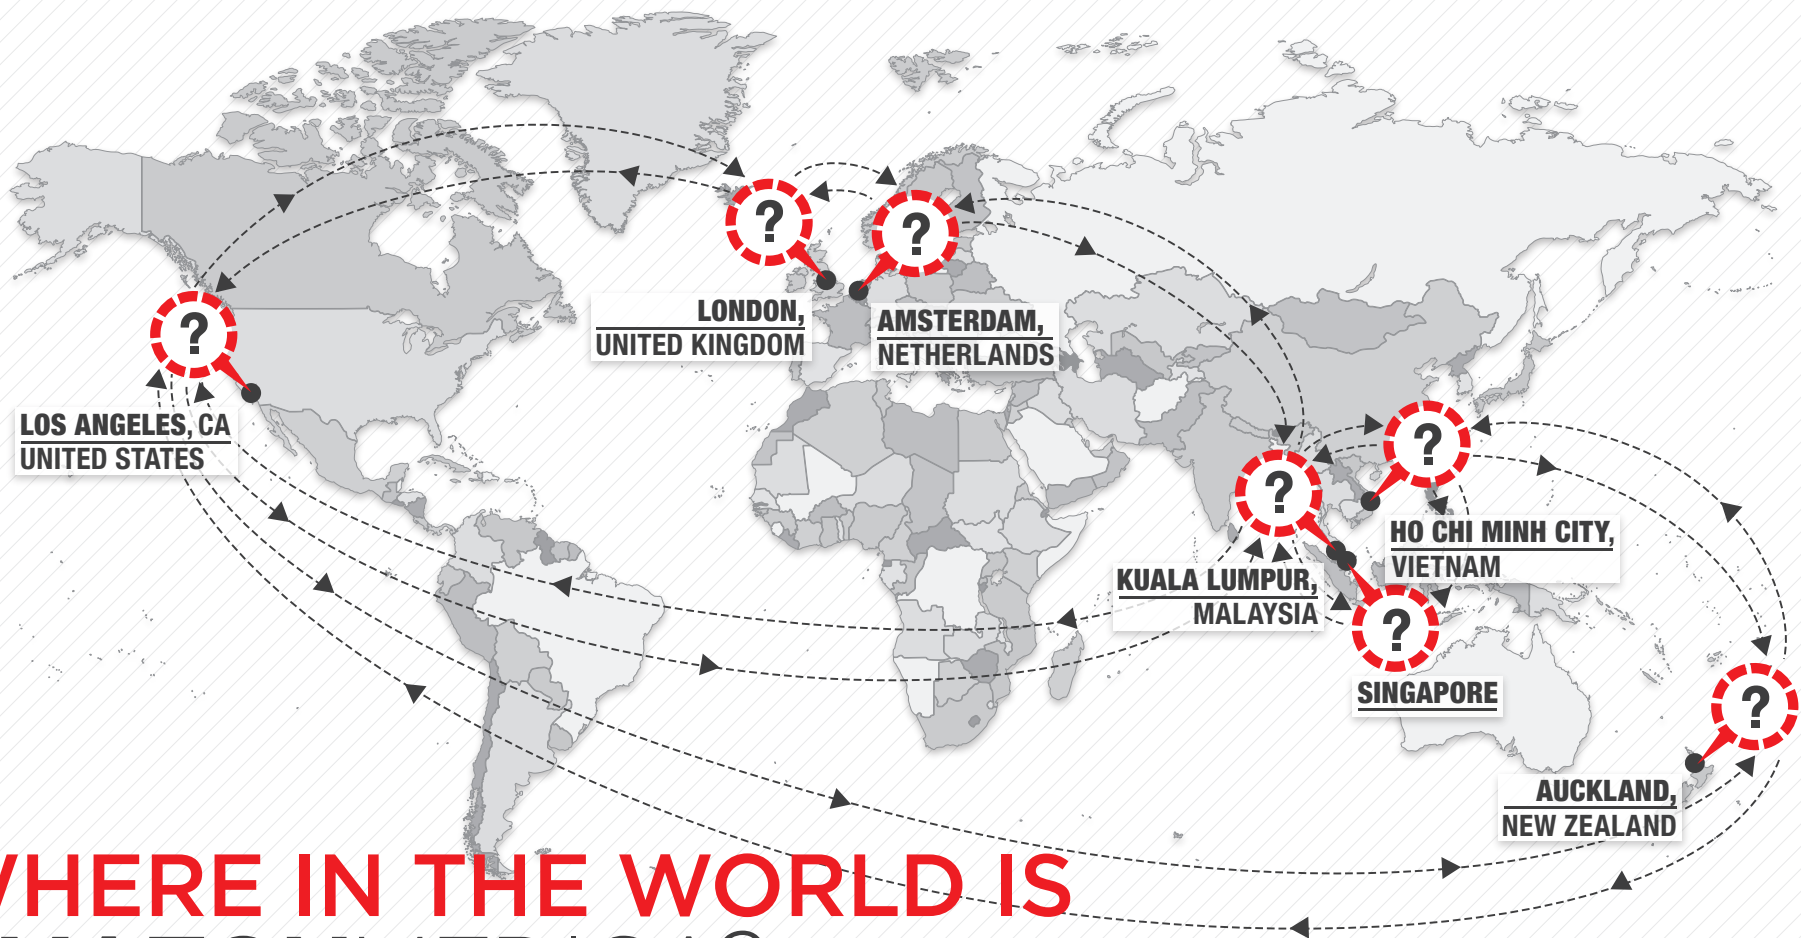 LONDON,
UNITED KINGDOM
AMSTERDAM,
NETHERLANDS
LOS ANGELES, CA
UNITED STATES
HO CHI MINH CITY,
VIETNAM
KUALA LUMPUR,
MALAYSIA
SINGAPORE
AUCKLAND,
NEW ZEALAND
?
?
?
?
?
?
?
WHERE IN THE WORLD IS